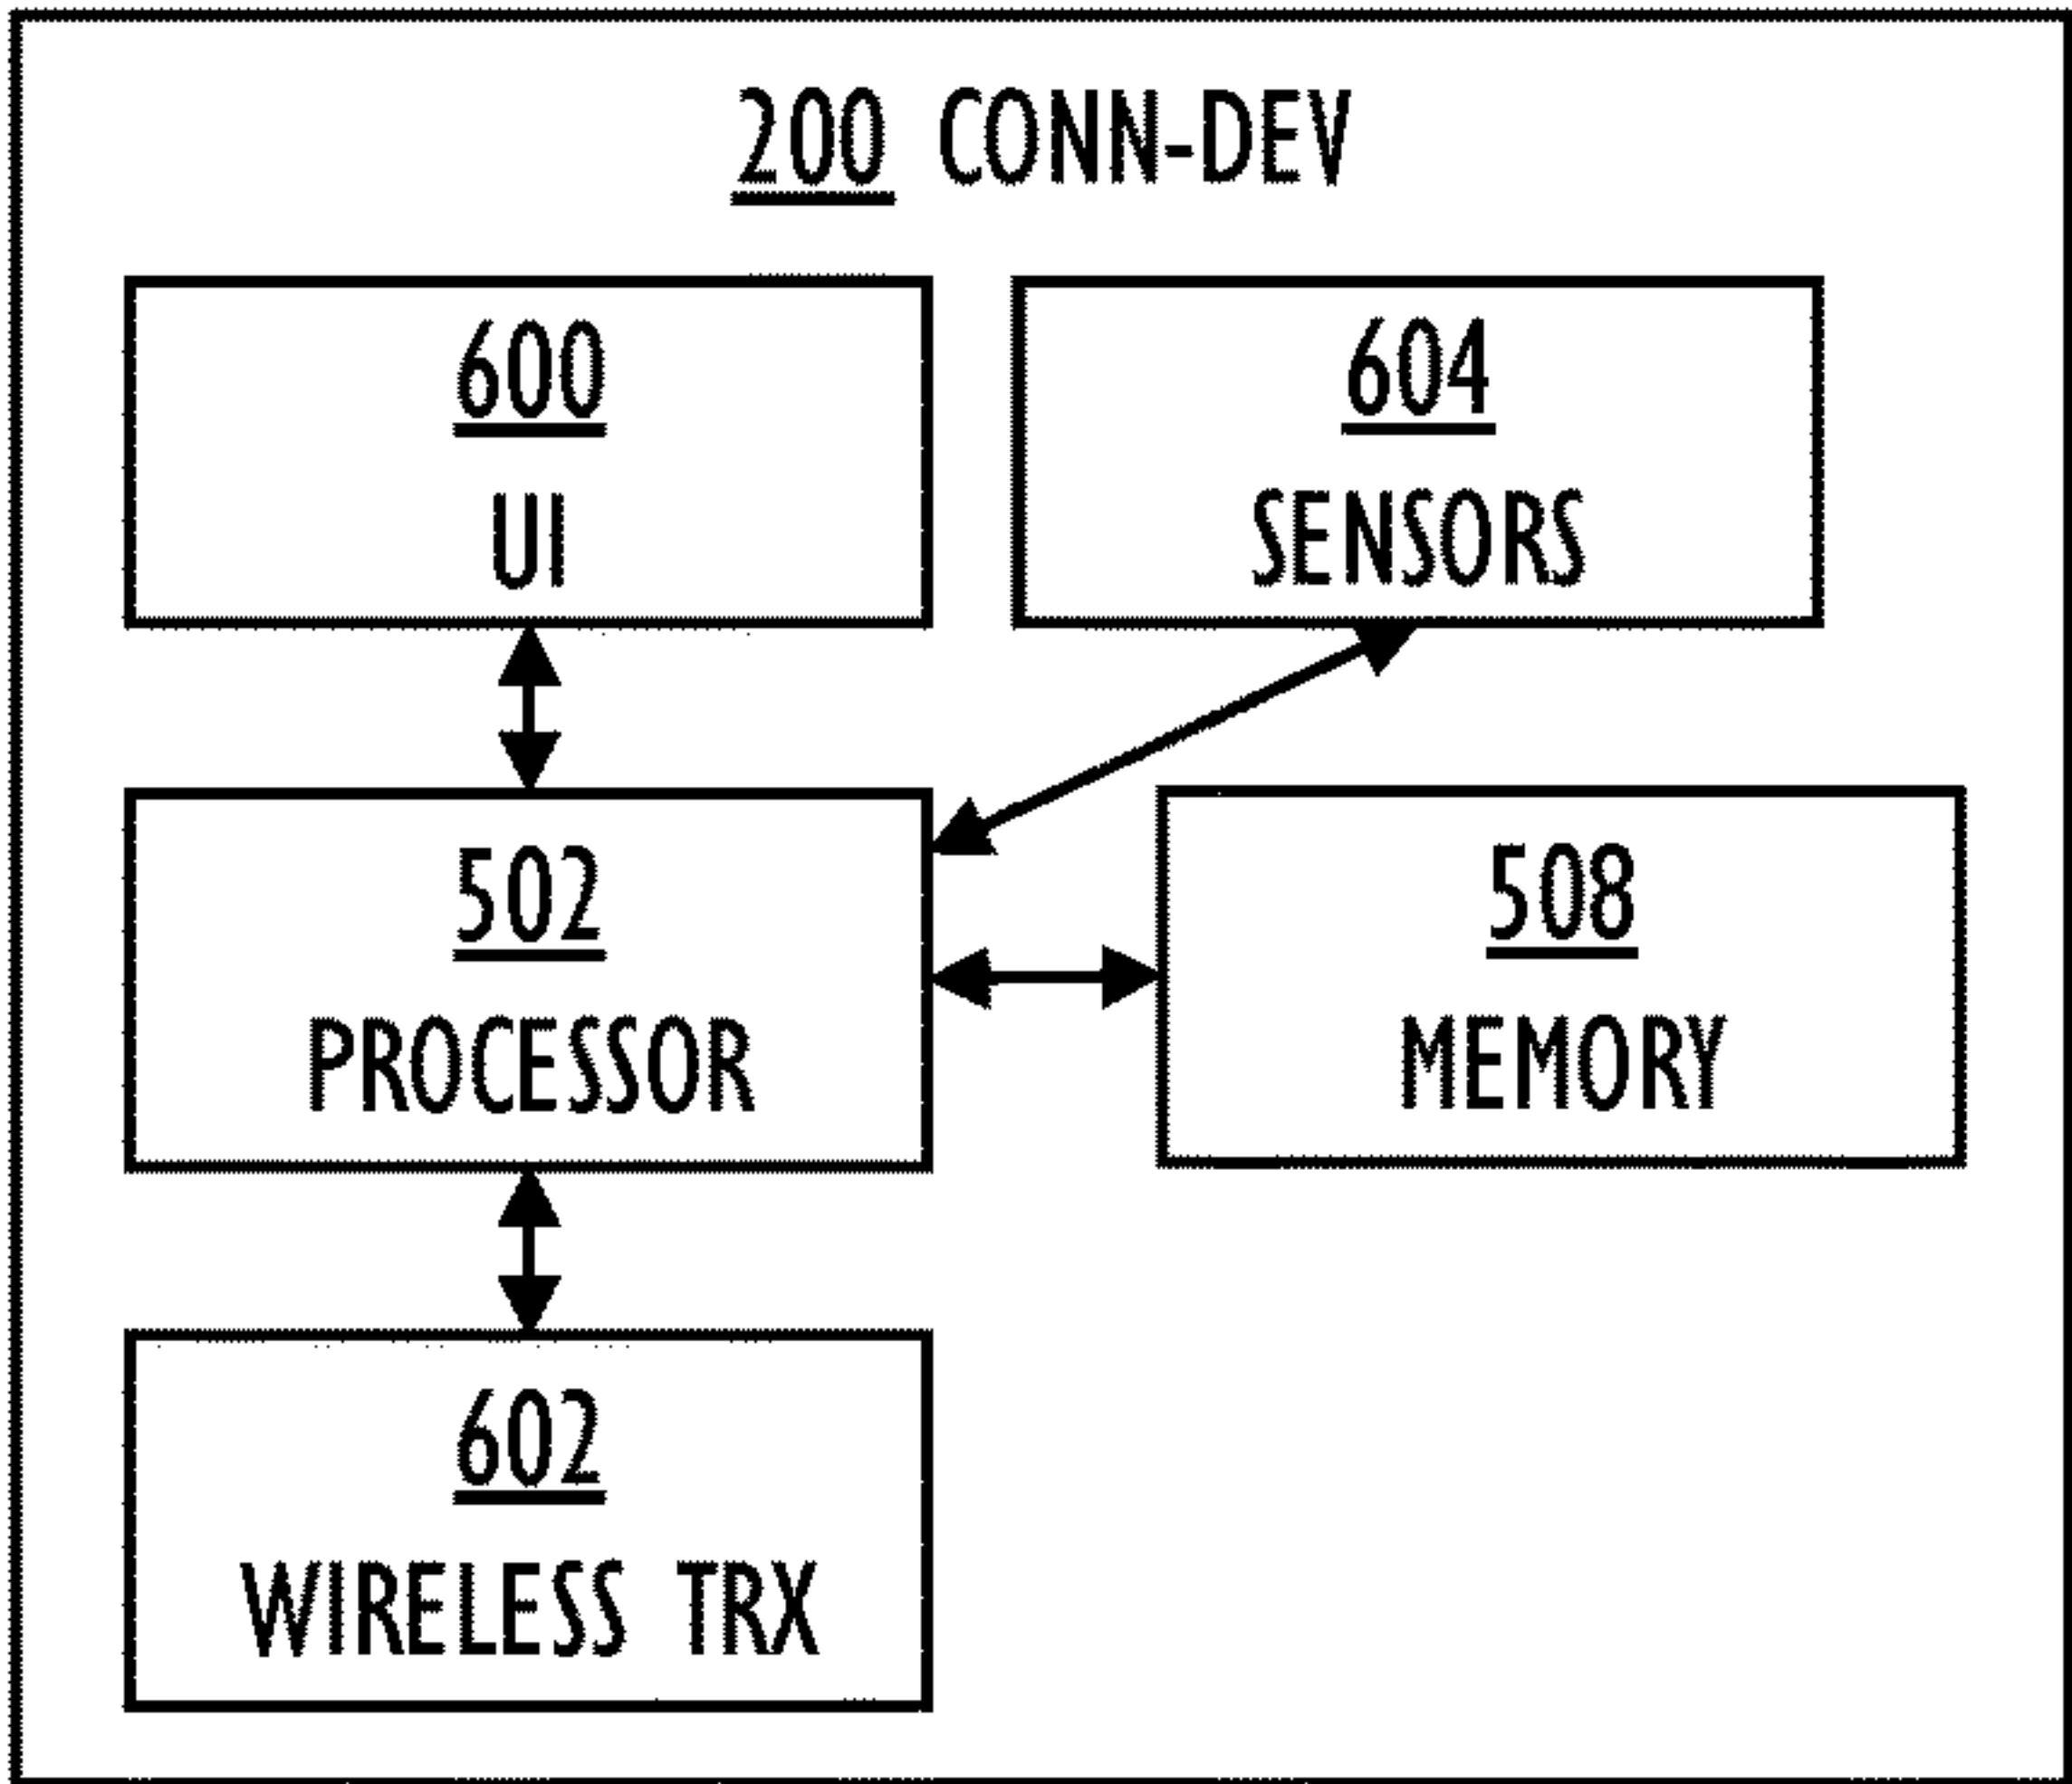 200 CONN-DEV
600
UI
604
SENSORS
502
PROCESSOR
508
MEMORY
602
WIRELESS TRX